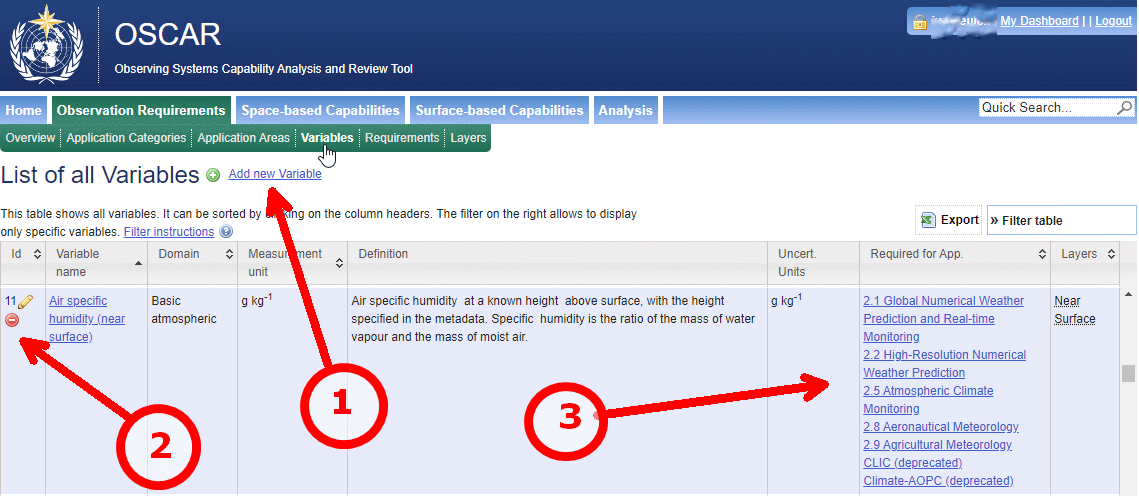 OSCAR
Observing Systems Capability Analysis and Review Tool
My Dashboard | | Logout
Home Observation Requirements Space-based Capabilities Surface-based Capabilities Analysis Quick Search...
Overview Application Categories Application Areas Variables Requirements Layers
List of all Variables Add new Variable
This table shows all variables. It can be sorted by on the column headers. The filter on the right allows to display
only specific variables. Filter instructions ?
Export » Filter table
Id Variable name Domain Measurement unit Definition Uncert. Units Required for App. Layers
11 Air specific humidity (near surface) Basic atmospheric g kg-1
Air specific humidity at a known height above surface, with the height
specified in the metadata. Specific humidity is the ratio of the mass of water
vapour and the mass of moist air.
g kg-1
2.1 Global Numerical Weather
Prediction and Real-time
Monitoring
2.2 High-Resolution Numerical
Weather Prediction
2.5 Atmospheric Climate
Monitoring
2.8 Aeronautical Meteorology
2.9 Agricultural Meteorology
CLIC (deprecated)
Climate-AOPC (deprecated)
Near
Surface
1
2
3